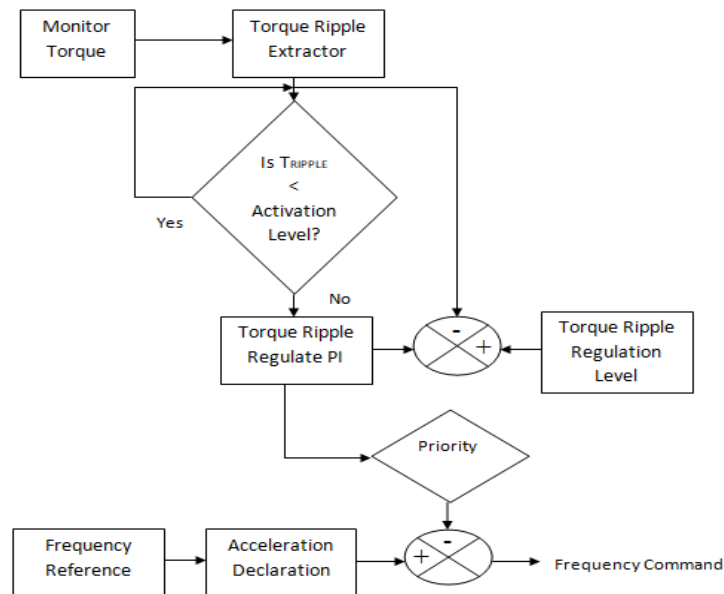 Monitor
Torque
Torque Ripple
Extractor
Is TRIPPLE
<
Activation
Level?
Yes
No
Torque Ripple
Regulate PI
-
+
Torque Ripple
Regulation
Level
Priority
Frequency
Reference
Acceleration
Declaration
-
+
Frequency Command